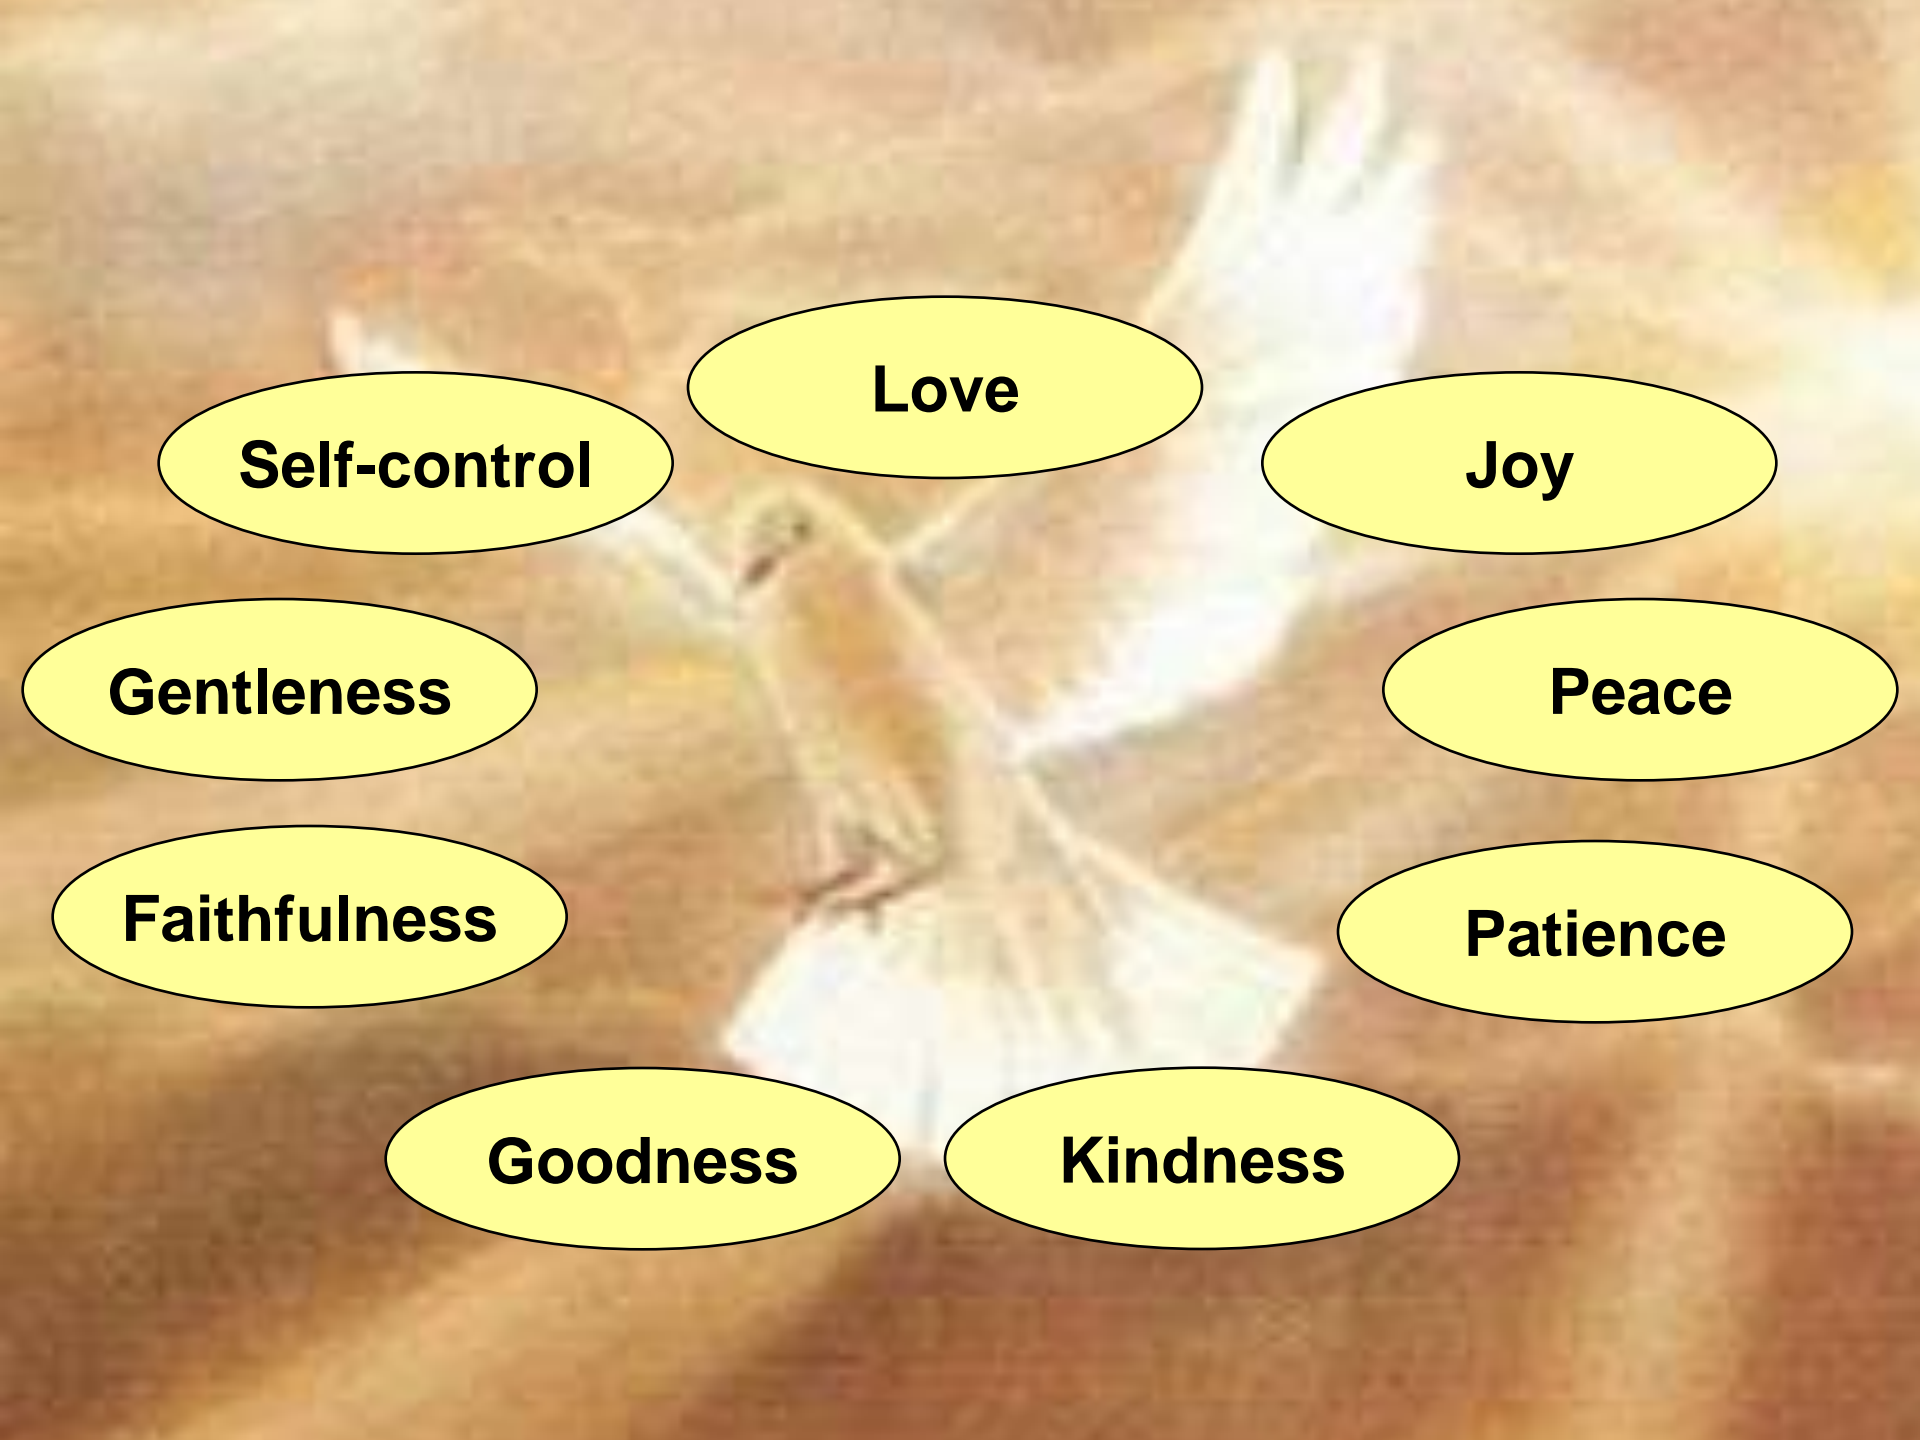 Love
Joy
Peace
Patience
Kindness
Goodness
Faithfulness
Gentleness
Self-control